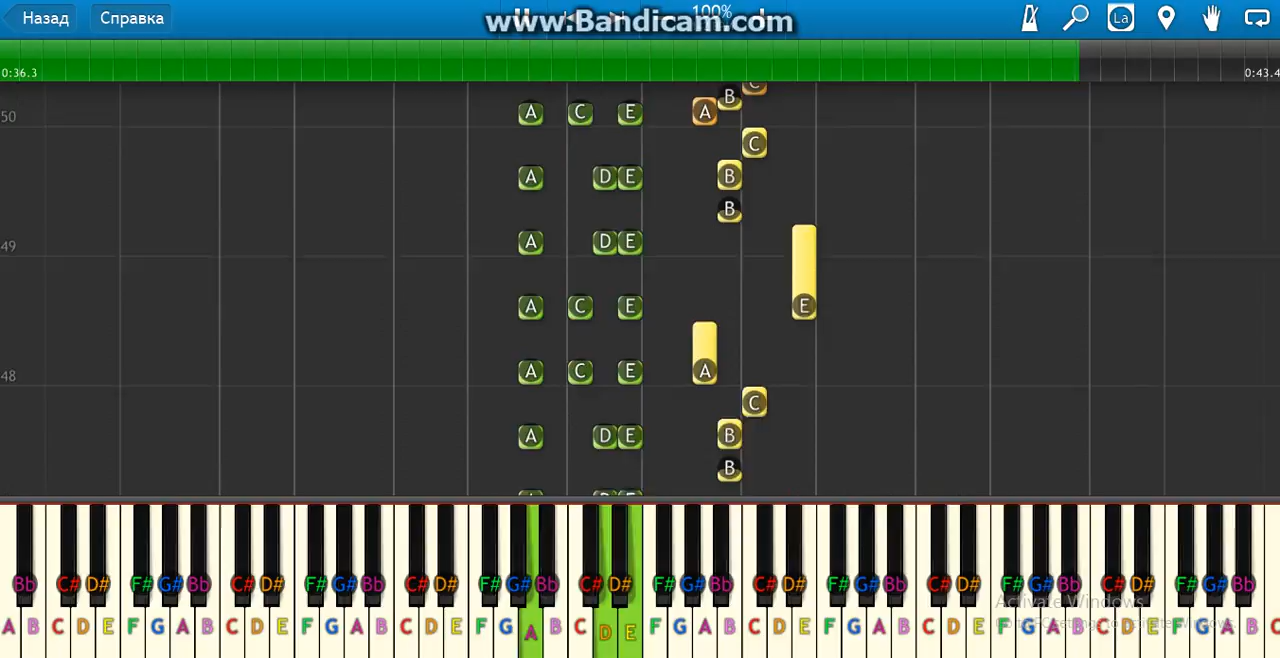 Назад Справка www.Bandicam.com 100% La
0:36.3 0:43.4
C
B
50 A C E A
C
A D E B
B
49 A D E
A C E E
48 A C E A
C
A D E B
B
Bb C# D# F# G# Bb C# D# F# G# Bb C# D# F# G# Bb C# D# F# G# Bb C# D# F# G# Bb C# D# F# G# Bb C# D# F# G# Bb
Activate Windows
A B C D E F G A B C D E F G A B C D E F G A B C D E F G A B C D E F G A B C D E F G A B C D E F G A B C